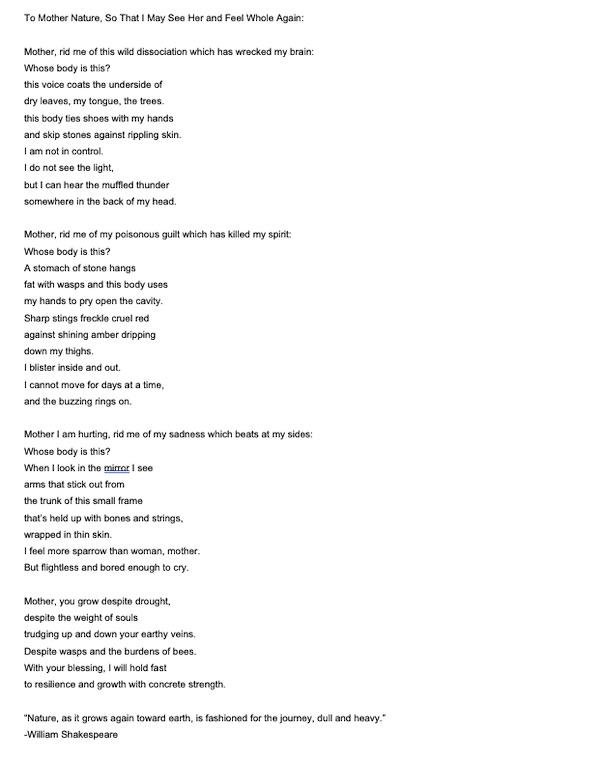 To Mother Nature, So That I May See Her and Feel Whole Again:
Mother, rid me of this wild dissociation which has wrecked my brain:
Whose body is this?
this voice coats the underside of
dry leaves, my tongue, the trees.
this body ties shoes with my hands
and skip stones against rippling skin.
I am not in control.
I do not see the light,
but I can hear the muffled thunder
somewhere in the back of my head.
Mother, rid me of my poisonous guilt which has killed my spirit:
Whose body is this?
A stomach of stone hangs
fat with wasps and this body uses
my hands to pry open the cavity.
Sharp stings freckle cruel red
against shining amber dripping
down my thighs.
I blister inside and out.
I cannot move for days at a time,
and the buzzing rings on.
Mother I am hurting, rid me of my sadness which beats at my sides:
Whose body is this?
When I look in the mirror I see
arms that stick out from
the trunk of this small frame
that's held up with bones and strings,
wrapped in thin skin.
I feel more sparrow than woman, mother.
But flightless and bored enough to cry.
Mother, you grow despite drought,
despite the weight of souls
trudging up and down your earthy veins.
Despite wasps and the burdens of bees.
With your blessing, I will hold fast
to resilience and growth with concrete strength.
"Nature, as it grows again toward earth, is fashioned for the journey, dull and heavy."
-William Shakespeare